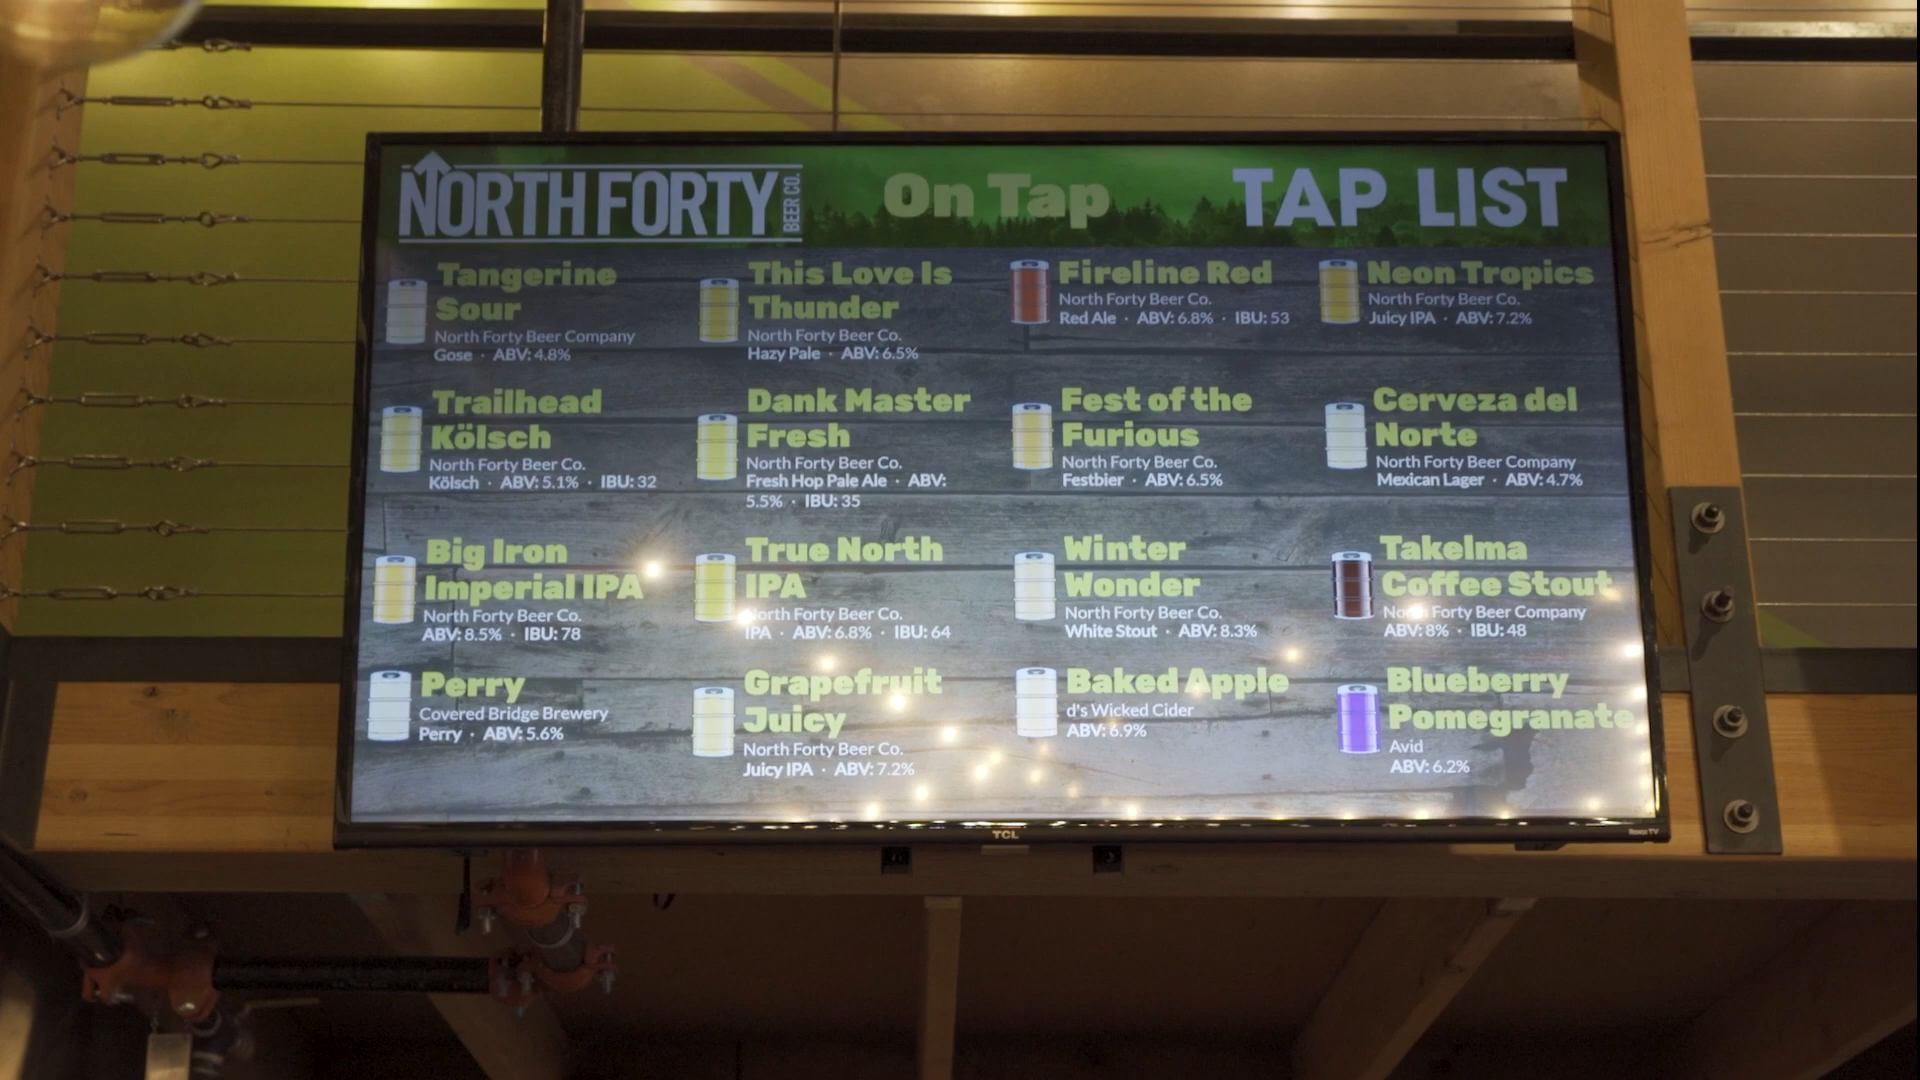 NORTH FORTY BEER CO.
On Tap
TAP LIST
Tangerine
Sour
North Forty Beer Company
Gose · ABV: 4.8%
This Love Is
Thunder
North Forty Beer Co.
Hazy Pale · ABV: 6.5%
Fireline Red
North Forty Beer Co.
Red Ale · ABV: 6.8% · IBU: 53
Neon Tropics
North Forty Beer Co.
Juicy IPA · ABV: 7.2%
Trailhead
Kölsch
North Forty Beer Co.
Kölsch · ABV: 5.1% · IBU: 32
Dank Master
Fresh
North Forty Beer Co.
Fresh Hop Pale Ale · ABV:
5.5% · IBU: 35
Fest of the
Furious
North Forty Beer Co.
Festbier · ABV: 6.5%
Cerveza del
Norte
North Forty Beer Company
Mexican Lager · ABV: 4.7%
Big Iron
Imperial IPA
North Forty Beer Co.
ABV: 8.5% · IBU: 78
True North
IPA
North Forty Beer Co.
IPA · ABV: 6.8% · IBU: 64
Winter
Wonder
North Forty Beer Co.
White Stout · ABV: 8.3%
Takelma
Coffee Stout
North Forty Beer Company
ABV: 8% · IBU: 48
Perry
Covered Bridge Brewery
Perry · ABV: 5.6%
Grapefruit
Juicy
North Forty Beer Co.
Juicy IPA · ABV: 7.2%
Baked Apple
d's Wicked Cider
ABV: 6.9%
Blueberry
Pomegranate
Avid
ABV: 6.2%
TCL
Roku TV